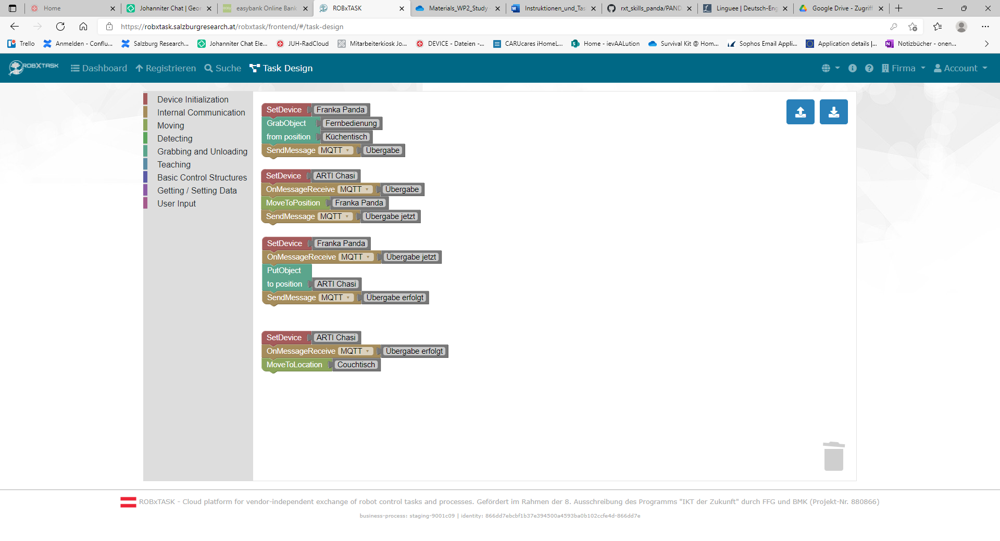 Home
Johanniter Chat | Geor
easybank Online Bank
ROBxTASK
Materials_WP2_Study
Instruktionen_und_Tas
rxt_skills_panda/PAND
Linguee | Deutsch-Eng
Google Drive - Zugriff
https://robxtask.salzburgresearch.at/robxtask/frontend/#/task-design
Trello
Anmelden - Conflu...
Salzburg Research...
Johanniter Chat Ele...
JUH-RadCloud
Mitarbeiterkiosk Jo...
DEVICE - Dateien -...
CARUcares iHomeL...
Home - ievAALution
Survival Kit @ Hom...
Sophos Email Appli...
Application details |...
Notizbücher - onen...
ROBXTASK
Dashboard
Registrieren
Suche
Task Design
Firma
Account
Device Initialization
Internal Communication
Moving
Detecting
Grabbing and Unloading
Teaching
Basic Control Structures
Getting / Setting Data
User Input
SetDevice Franka Panda
GrabObject Fernbedienung
from position Küchentisch
SendMessage MQTT Übergabe
SetDevice ARTI Chasi
OnMessageReceive MQTT Übergabe
MoveToPosition Franka Panda
SendMessage MQTT Übergabe jetzt
SetDevice Franka Panda
OnMessageReceive MQTT Übergabe jetzt
PutObject
to position ARTI Chasi
SendMessage MQTT Übergabe erfolgt
SetDevice ARTI Chasi
OnMessageReceive MQTT Übergabe erfolgt
MoveToLocation Couchtisch
ROBxTASK - Cloud platform for vendor-independent exchange of robot control tasks and processes. Gefördert im Rahmen der 8. Ausschreibung des Programms "IKT der Zukunft" durch FFG und BMK (Projekt-Nr. 880866)
business-process: staging-9001c09 | identity: 866dd7ebcbf1b37e394500a4593ba0b102ccfe4d-866dd7e